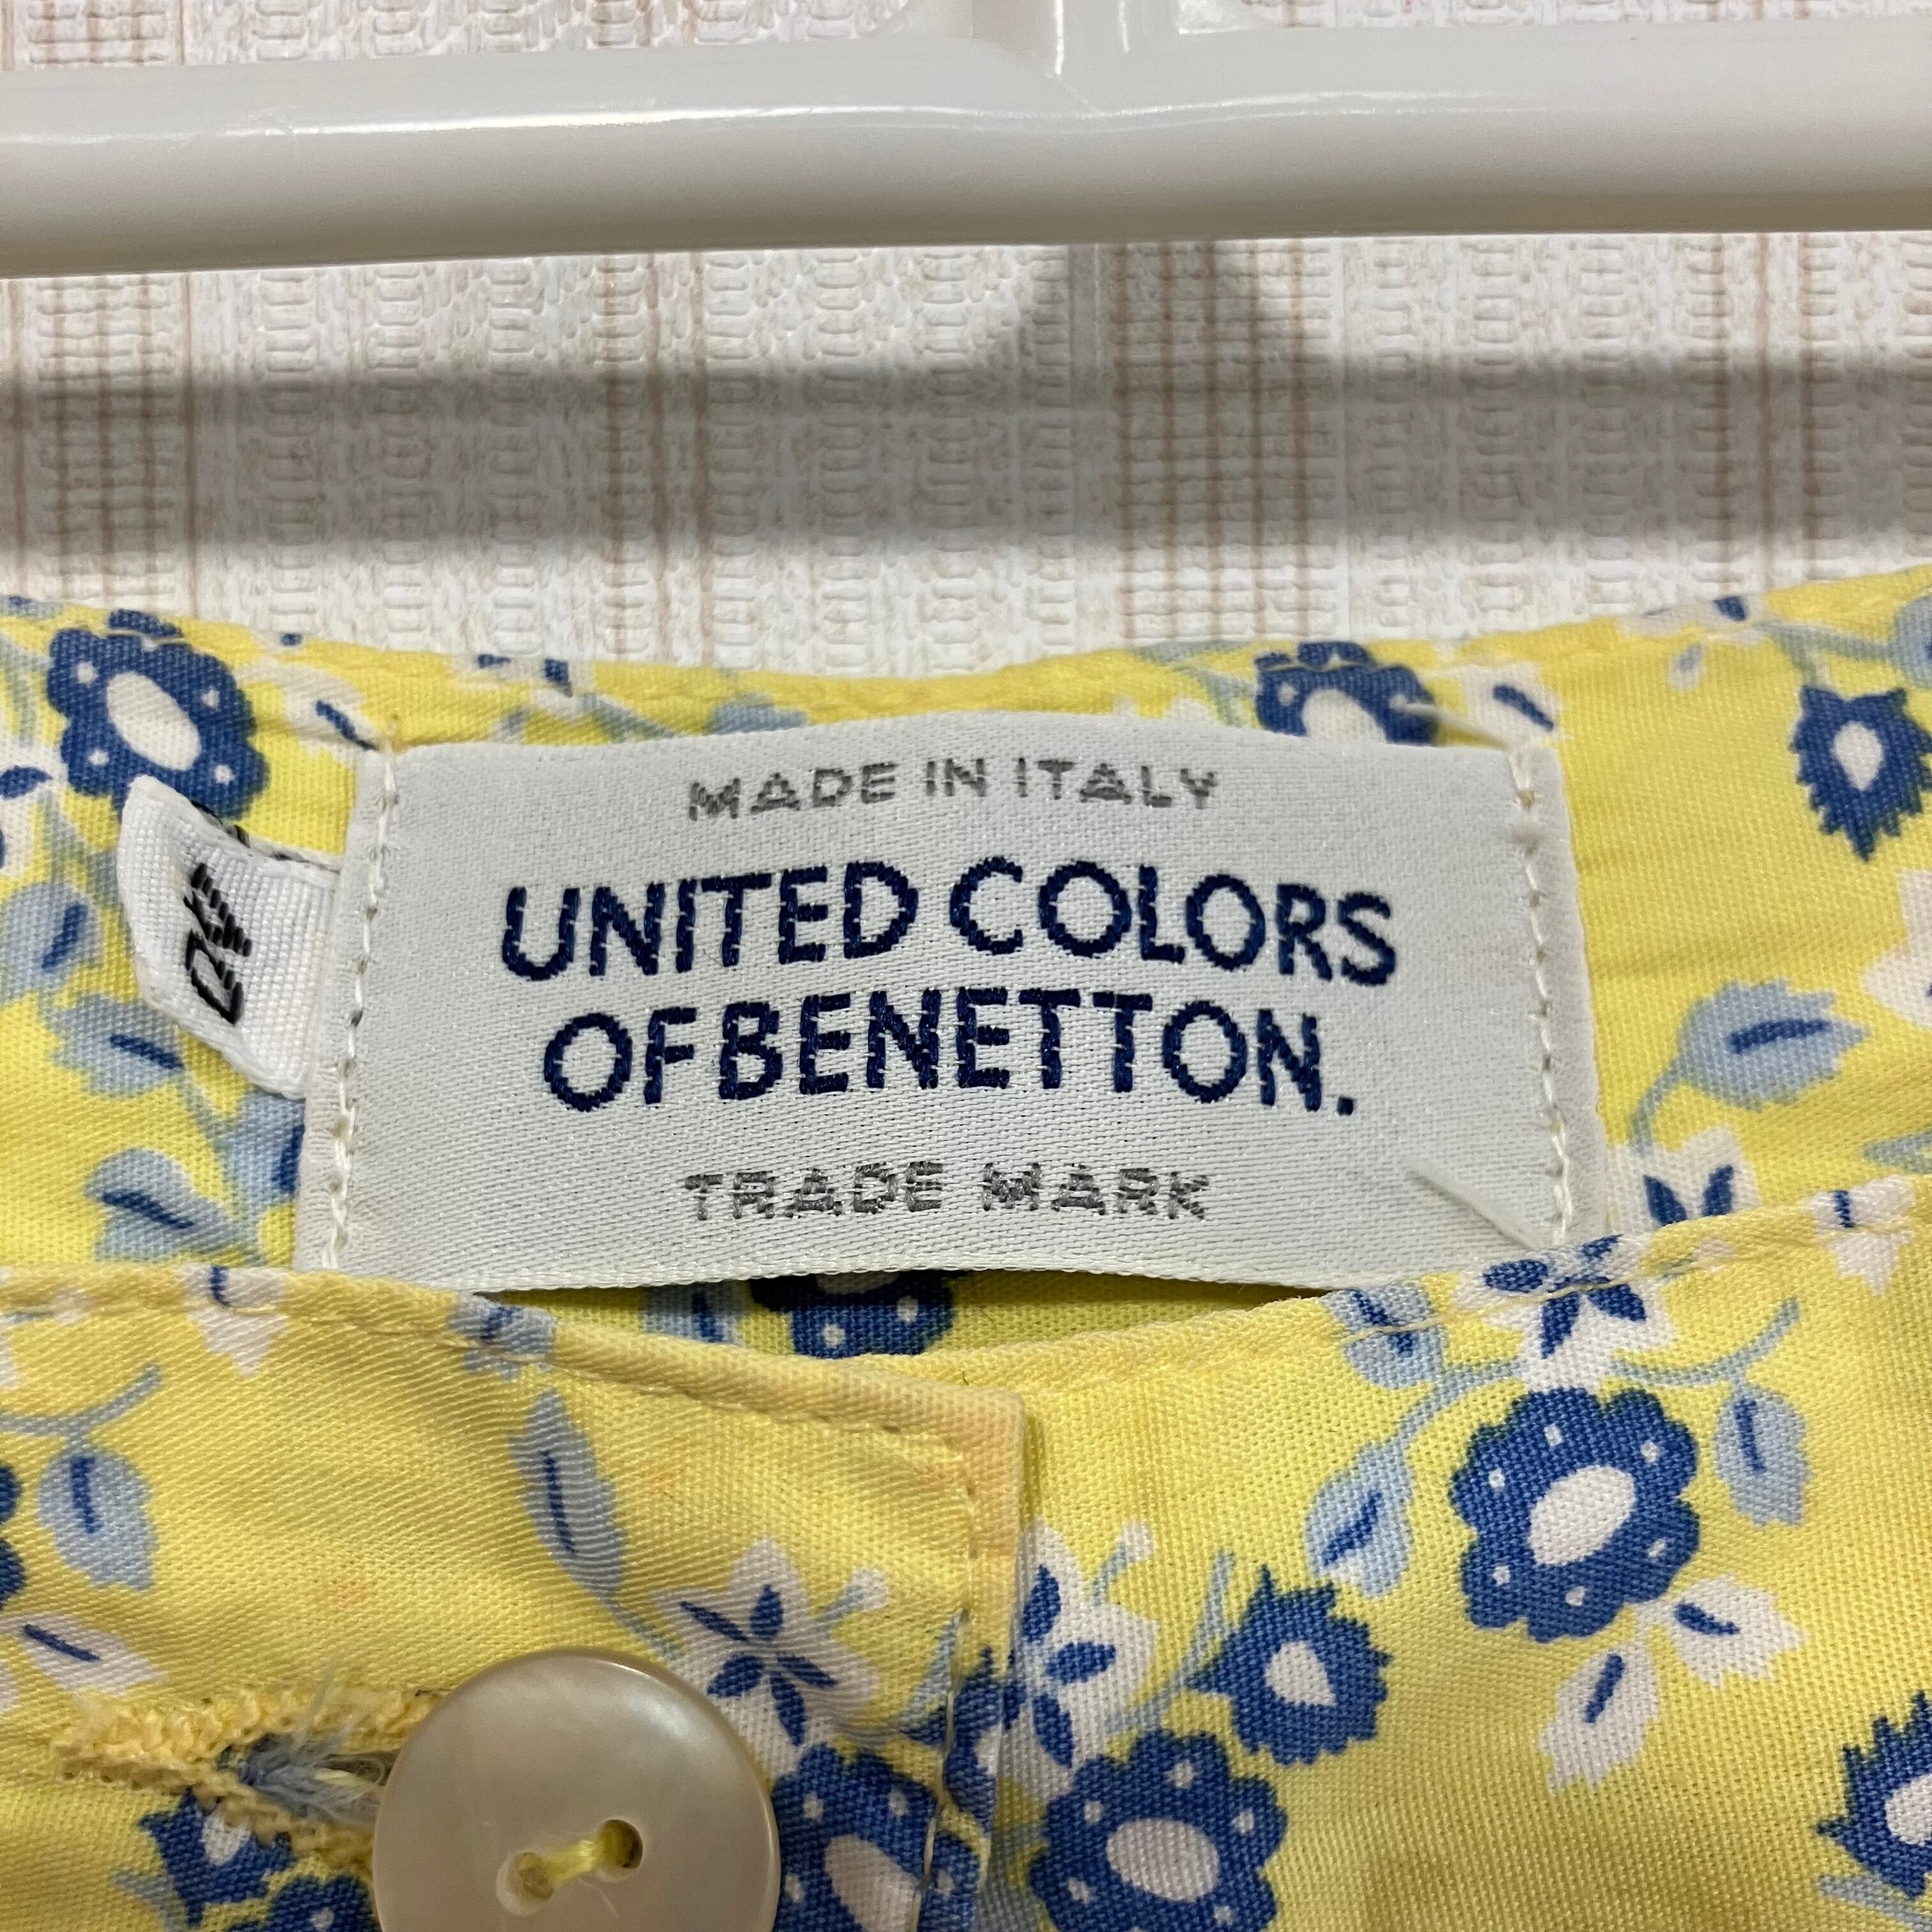 MADE IN ITALY
UNITED COLORS
OF BENETTON.
TRADE MARK